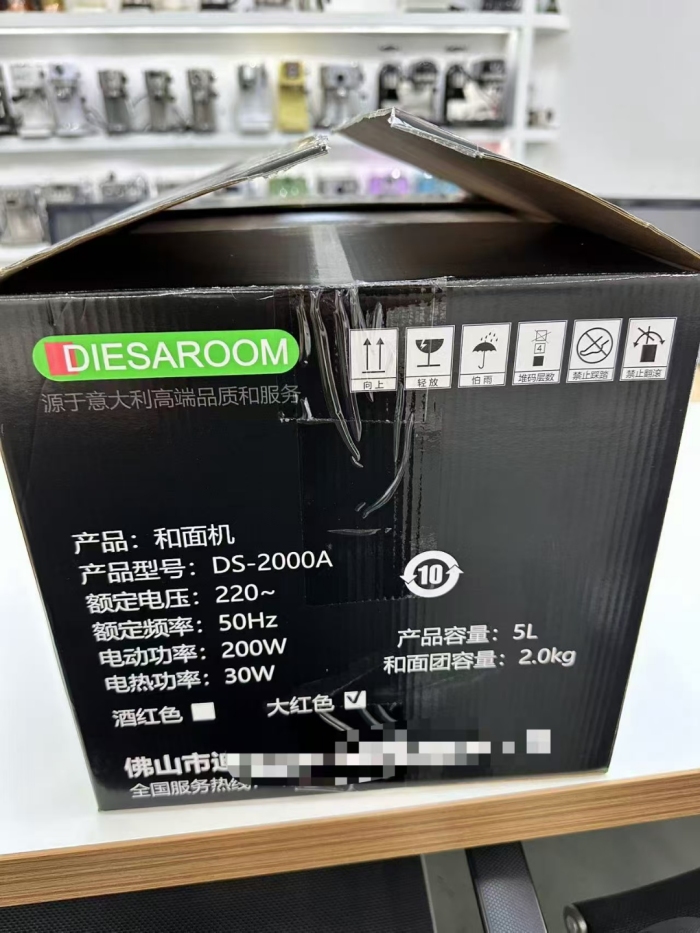 DIESAROOM
源于意大利高端品质和服务
向上
轻放
怕雨
4
堆码层数
禁止踩踏
禁止翻滚
产品：和面机
产品型号：DS-2000A
额定电压：220~
额定频率：50Hz
电动功率：200W
电热功率：30W
10
产品容量：5L
和面团容量：2.0kg
酒红色
大红色
佛山市迪
全国服务热线